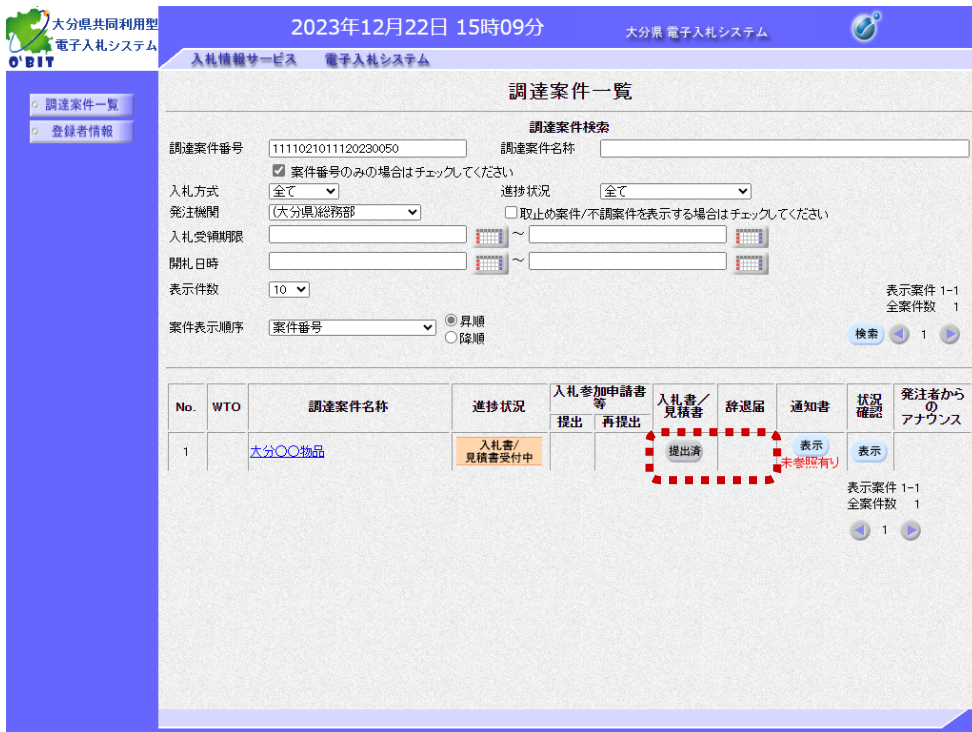 大分県共同利用型
電子入札システム
O'BIT
2023年12月22日 15時09分
大分県 電子入札システム
入札情報サービス 電子入札システム
調達案件一覧
登録者情報
調達案件一覧
調達案件検索
調達案件番号 1111021011120230050 調達案件名称
案件番号のみの場合はチェックしてください
入札方式 全て 進捗状況 全て
発注機関 (大分県)総務部 取止め案件/不調案件を表示する場合はチェックしてください
入札受領期限 ～
開札日時 ～
表示件数 10
表示案件 1-1
全案件数 1
案件表示順序 案件番号 昇順
降順
検索 1
No. WTO 調達案件名称 進捗状況 入札参加申請書等 提出 再提出 入札書/見積書 辞退届 通知書 状況確認 発注者からのアナウンス
1 大分〇〇物品 入札書/見積書受付中 提出済 表示 未参照有り 表示
表示案件 1-1
全案件数 1
1